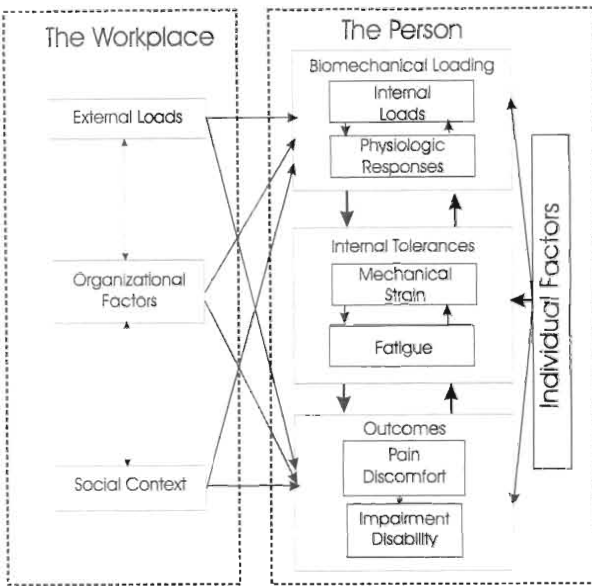 The Workplace
External Loads
Organizational
Factors
Social Context
The Person
Biomechanical Loading
Internal
Loads
Physiologic
Responses
Internal Tolerances
Mechanical
Strain
Fatigue
Outcomes
Pain
Discomfort
Impairment
Disability
Individual Factors